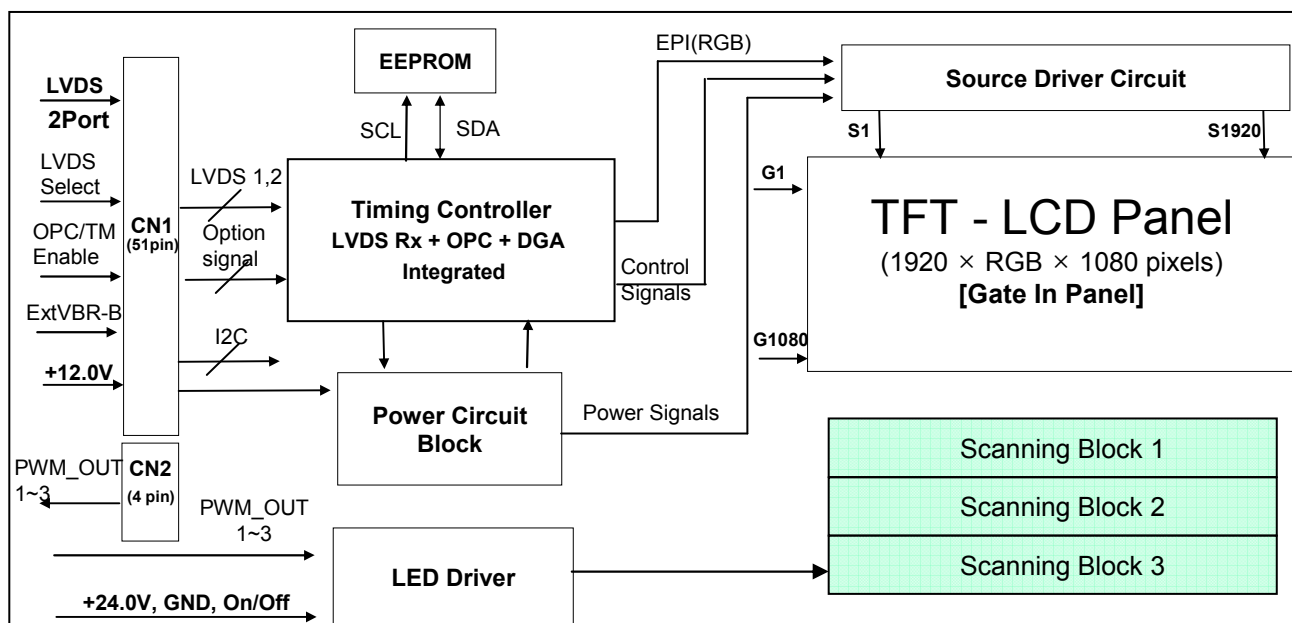 LVDS
2Port
LVDS
Select
OPC/TM
Enable
ExtVBR-B
+12.0V
CN1
(51pin)
PWM_OUT
1~3
CN2
(4 pin)
LVDS 1,2
Option
signal
I2C
EEPROM
SCL
SDA
Timing Controller
LVDS Rx + OPC + DGA
Integrated
Power Circuit
Block
EPI(RGB)
Control
Signals
Power Signals
Source Driver Circuit
S1
S1920
G1
G1080
TFT - LCD Panel
(1920 × RGB × 1080 pixels)
[Gate In Panel]
PWM_OUT
1~3
+24.0V, GND, On/Off
LED Driver
Scanning Block 1
Scanning Block 2
Scanning Block 3